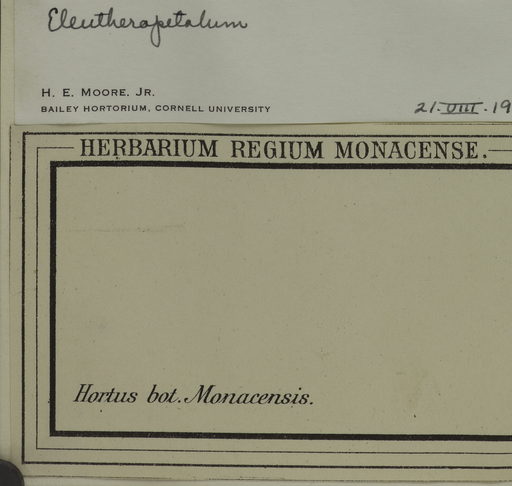 Eleutheropetalum
H. E. MOORE, JR.
BAILEY HORTORIUM, CORNELL UNIVERSITY
21. VIII. 19
HERBARIUM REGIUM MONACENSE.
Hortus bot. Monacensis.